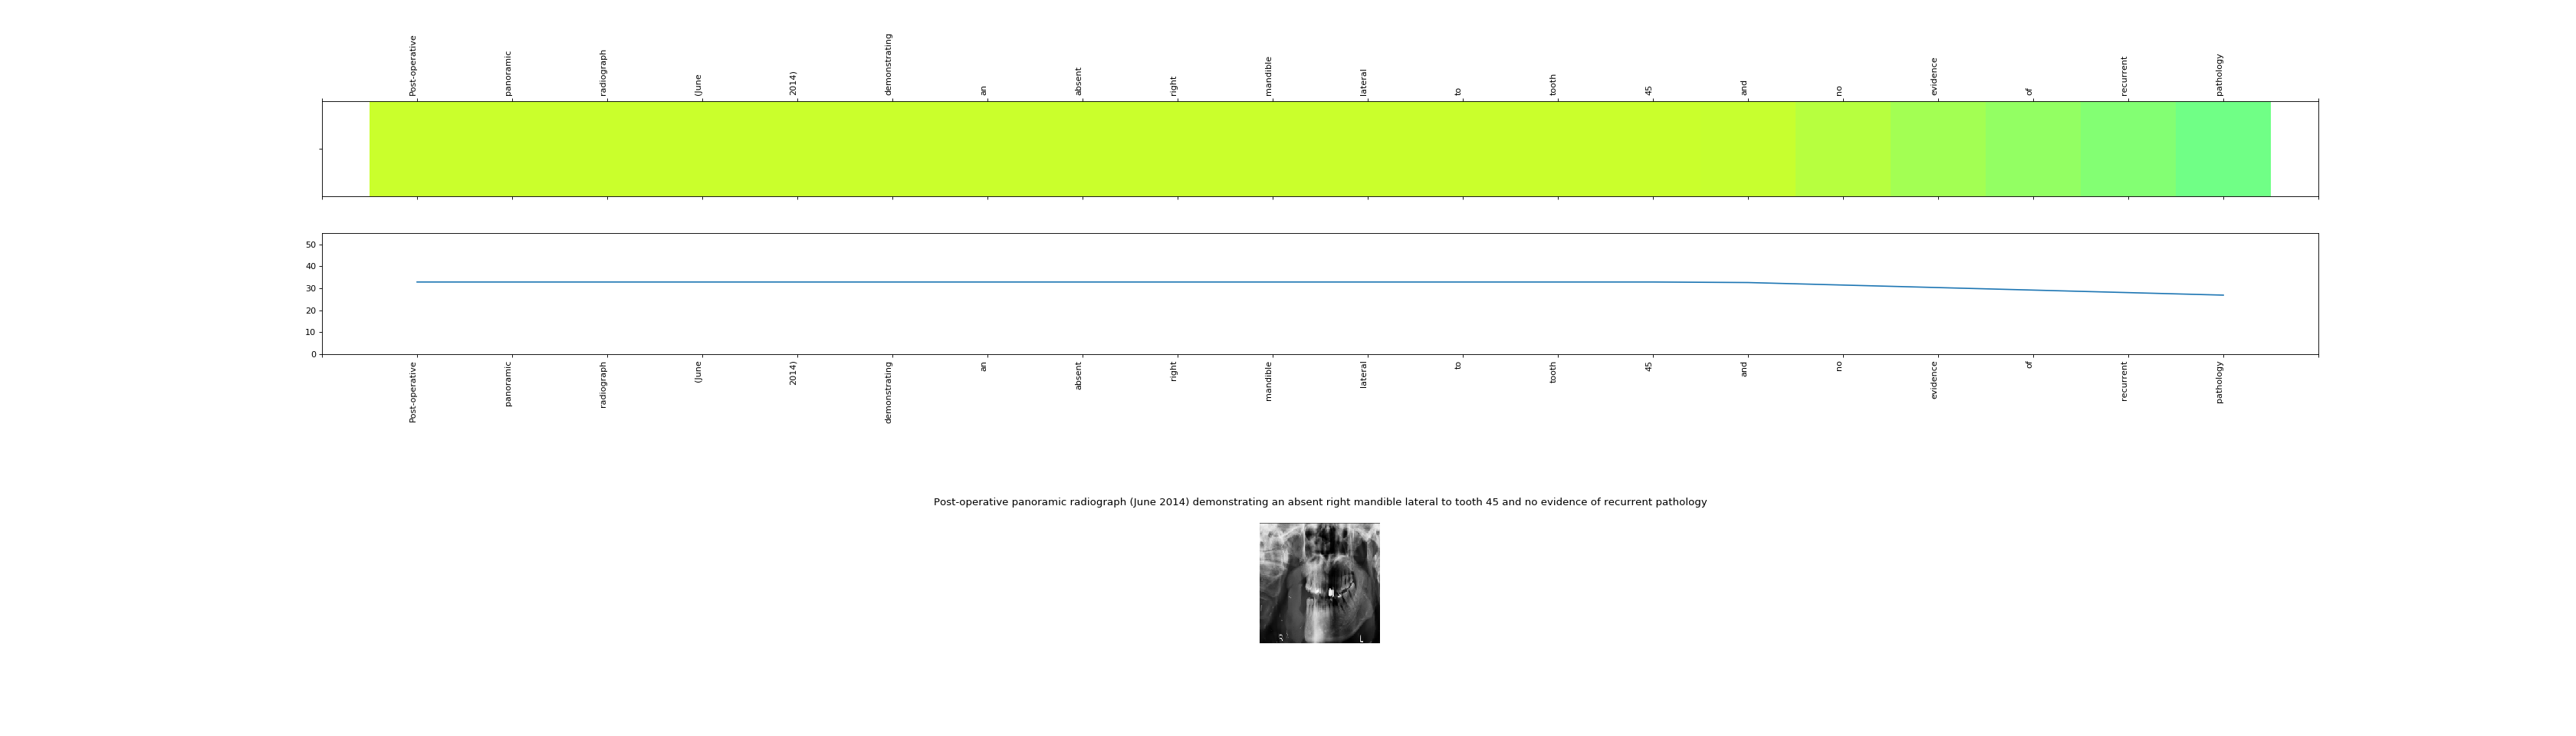 Post-operative
panoramic
radiograph
(June
2014)
demonstrating
an
absent
right
mandible
lateral
to
tooth
45
and
no
evidence
of
recurrent
pathology
50
40
30
20
10
0
Post-operative
panoramic
radiograph
(June
2014)
demonstrating
an
absent
right
mandible
lateral
to
tooth
45
and
no
evidence
of
recurrent
pathology
Post-operative panoramic radiograph (June 2014) demonstrating an absent right mandible lateral to tooth 45 and no evidence of recurrent pathology
L